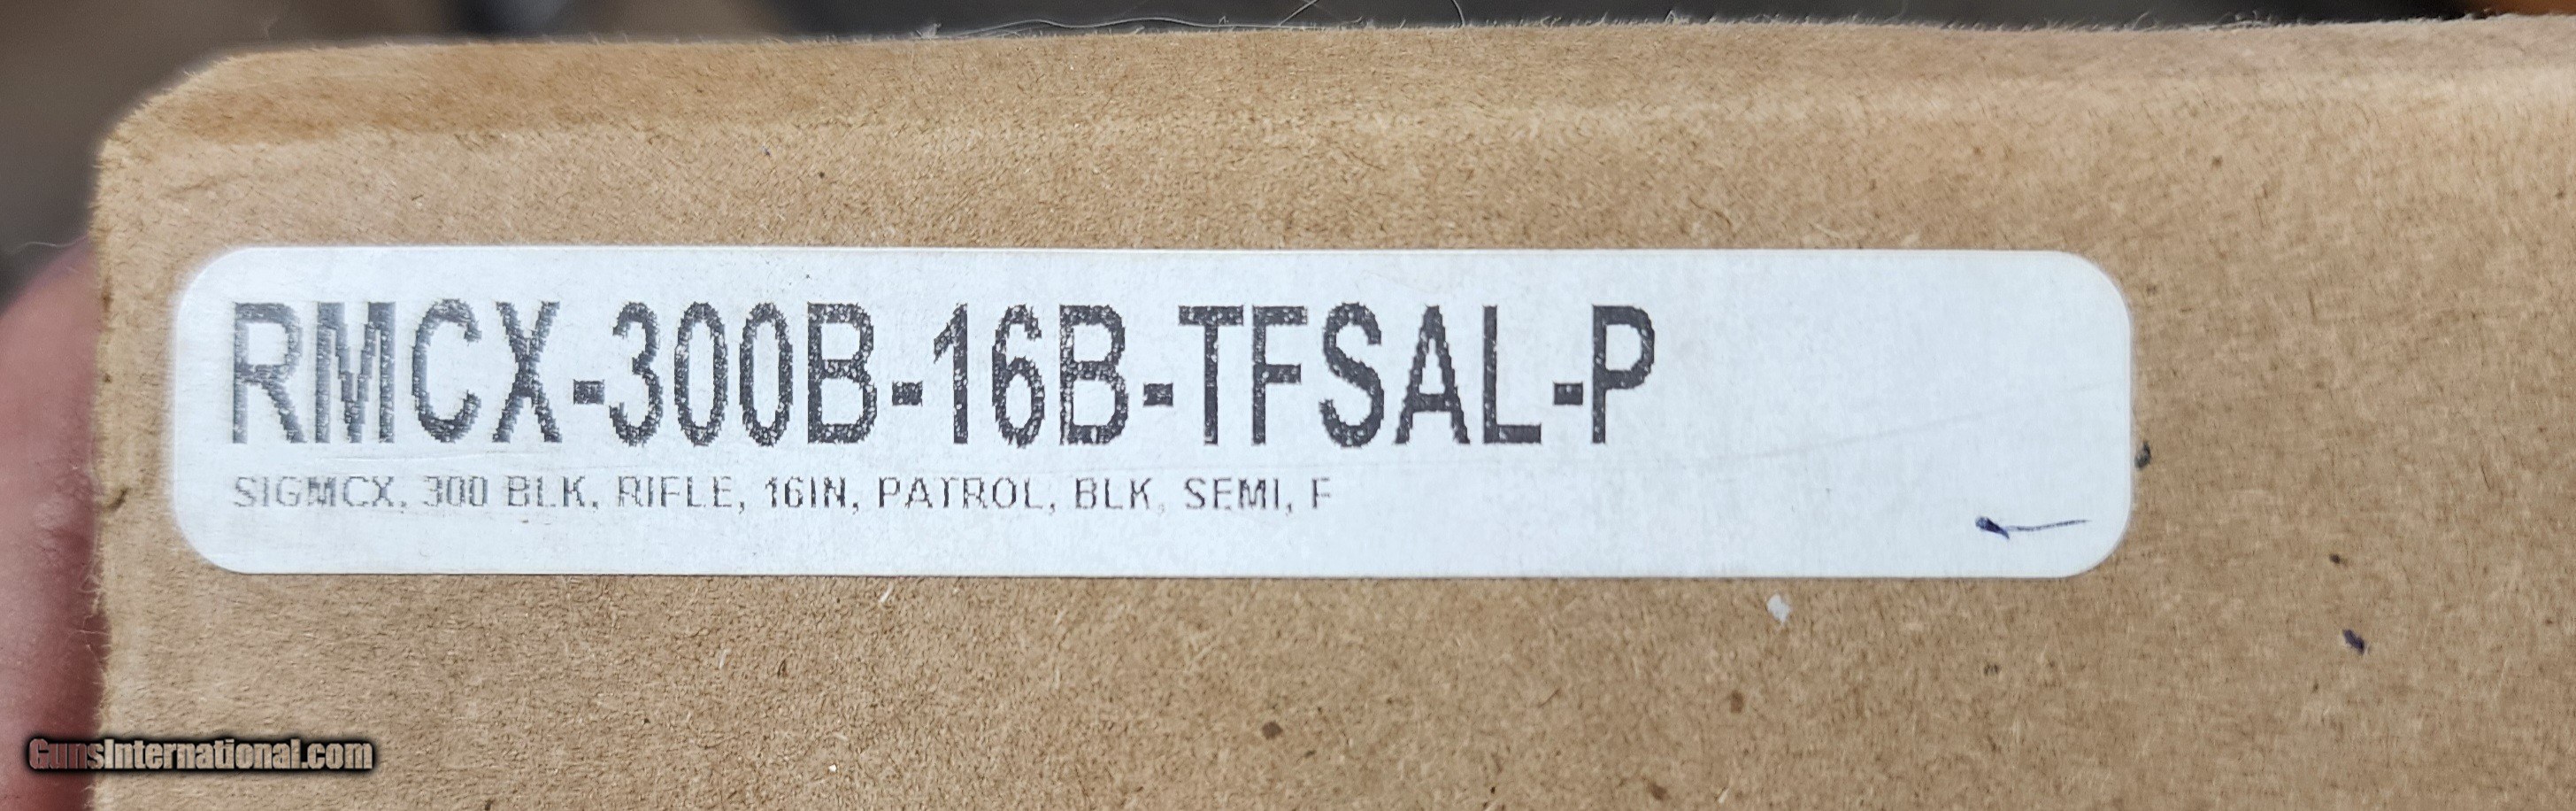 RMCX-300B-16B-TFSAL-P
SIGMCX, 300 BLK, RIFLE, 16IN, PATROL, BLK, SEMI, F
GunsInternational.com